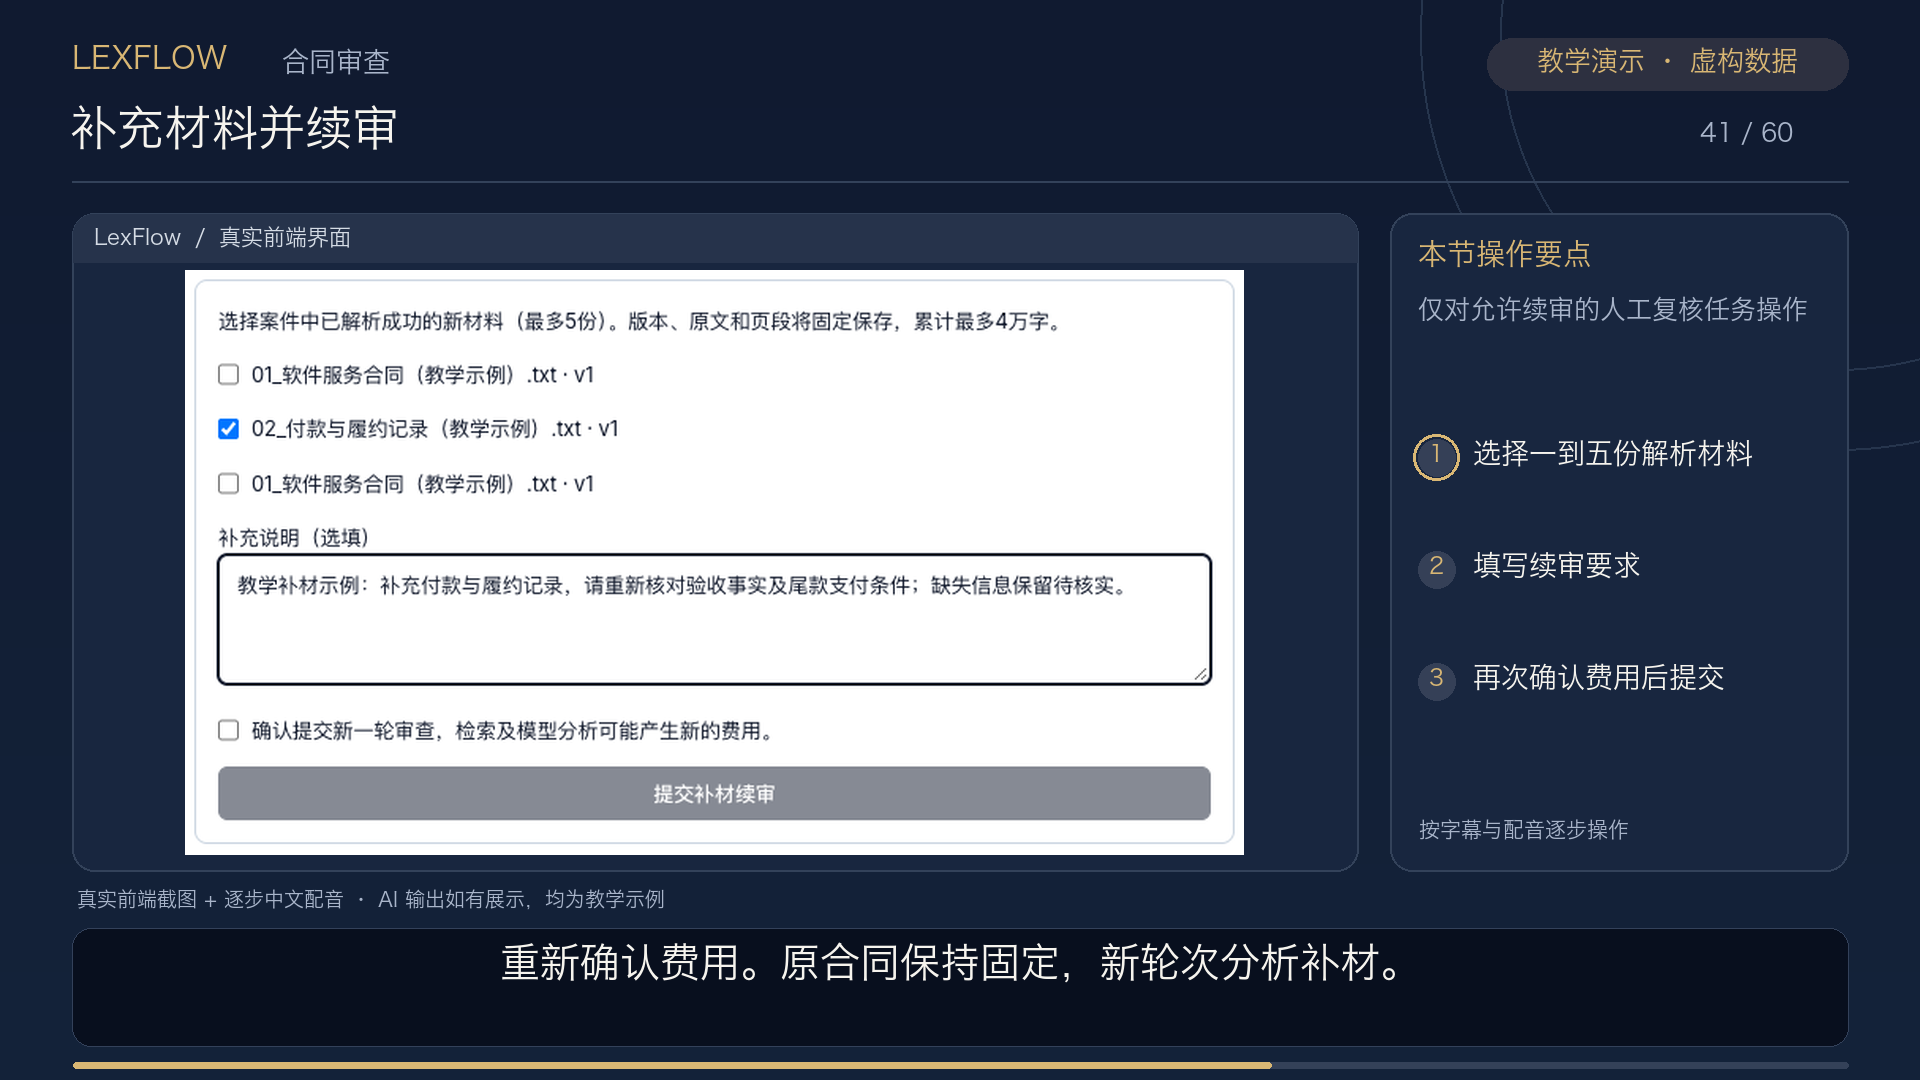 LEXFLOW 合同审查
教学演示 · 虚构数据
补充材料并续审
41 / 60
LexFlow / 真实前端界面
选择案件中已解析成功的新材料（最多5份）。版本、原文和页段将固定保存，累计最多4万字。
01_软件服务合同（教学示例）.txt · v1
02_付款与履约记录（教学示例）.txt · v1
01_软件服务合同（教学示例）.txt · v1
补充说明（选填）
教学补材示例：补充付款与履约记录，请重新核对验收事实及尾款支付条件；缺失信息保留待核实。
确认提交新一轮审查，检索及模型分析可能产生新的费用。
提交补材续审
本节操作要点
仅对允许续审的人工复核任务操作
1 选择一到五份解析材料
2 填写续审要求
3 再次确认费用后提交
按字幕与配音逐步操作
真实前端截图 + 逐步中文配音 · AI 输出如有展示，均为教学示例
重新确认费用。原合同保持固定，新轮次分析补材。